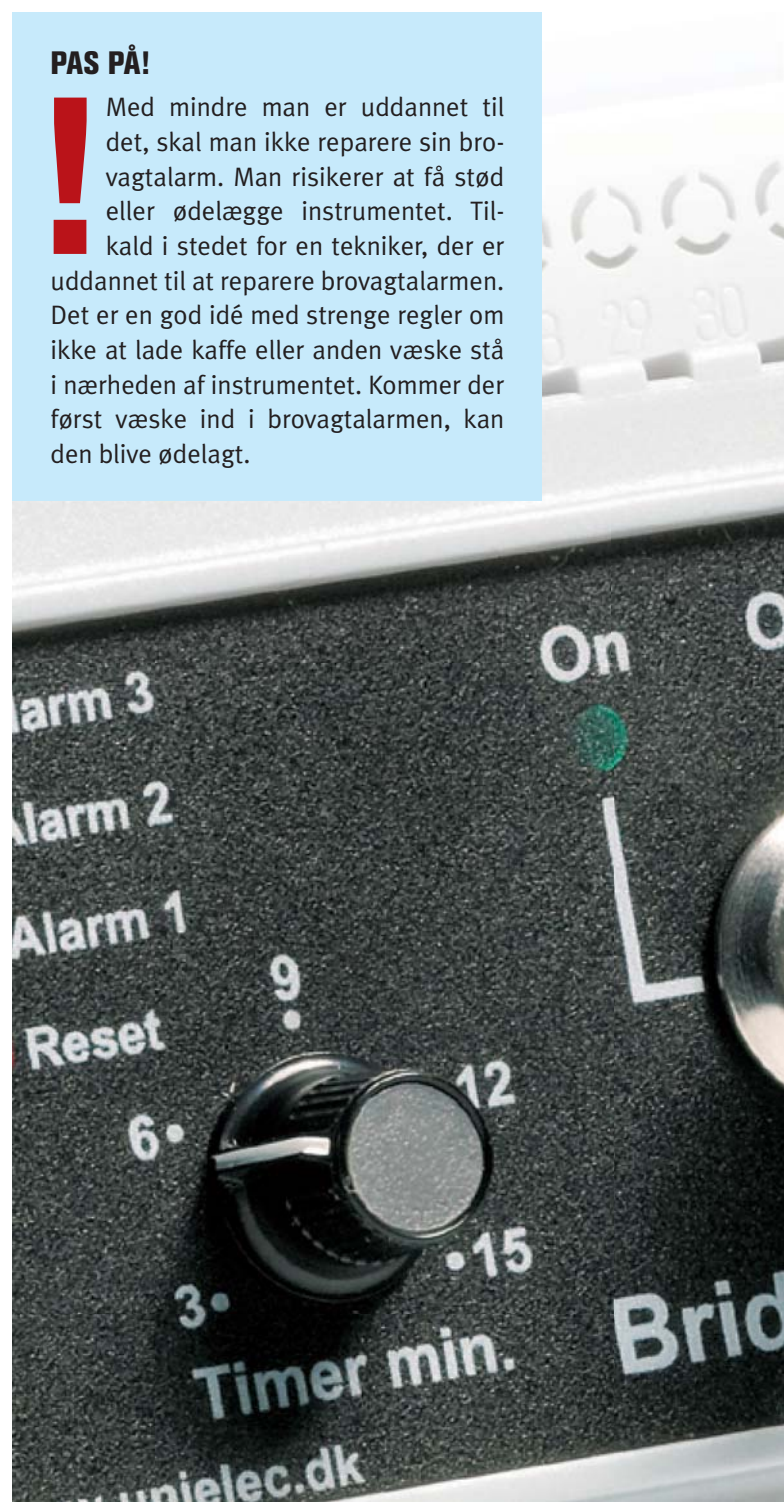 PAS PÅ!
! Med mindre man er uddannet til
det, skal man ikke reparere sin bro-
vagtalarm. Man risikerer at få stød
eller ødelægge instrumentet. Til-
kald i stedet for en tekniker, der er
uddannet til at reparere brovagtalarmen.
Det er en god idé med strenge regler om
ikke at lade kaffe eller anden væske stå
i nærheden af instrumentet. Kommer der
først væske ind i brovagtalarmen, kan
den blive ødelagt.
29 30
On
larm 3
larm 2
Alarm 1
Reset
9
12
6
15
3
Timer min.
Brid
unielec.dk